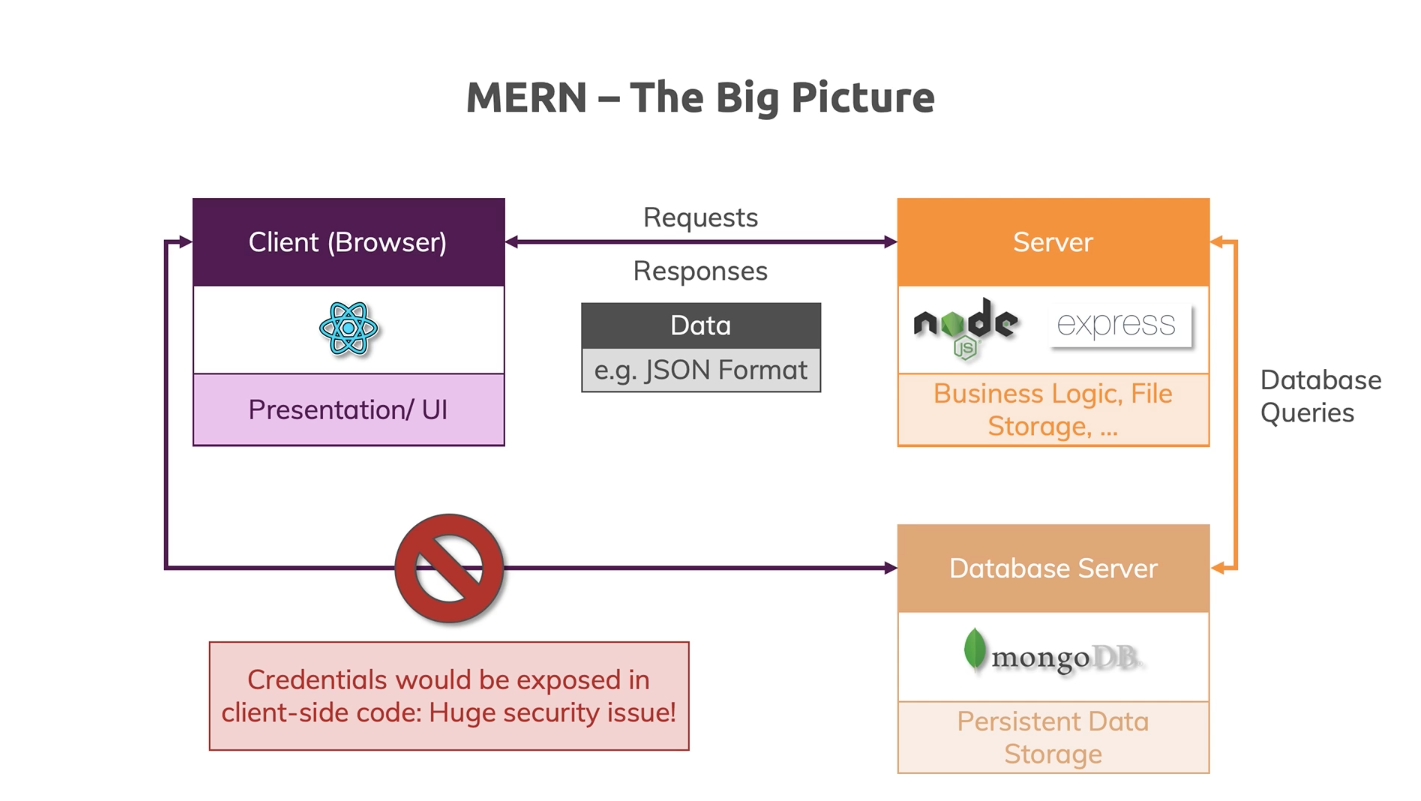 MERN – The Big Picture
Client (Browser)
Presentation/ UI
Requests
Responses
Data
e.g. JSON Format
Server
node
JS
express
Business Logic, File
Storage, ...
Database
Queries
Database Server
mongoDB
Persistent Data
Storage
Credentials would be exposed in
client-side code: Huge security issue!